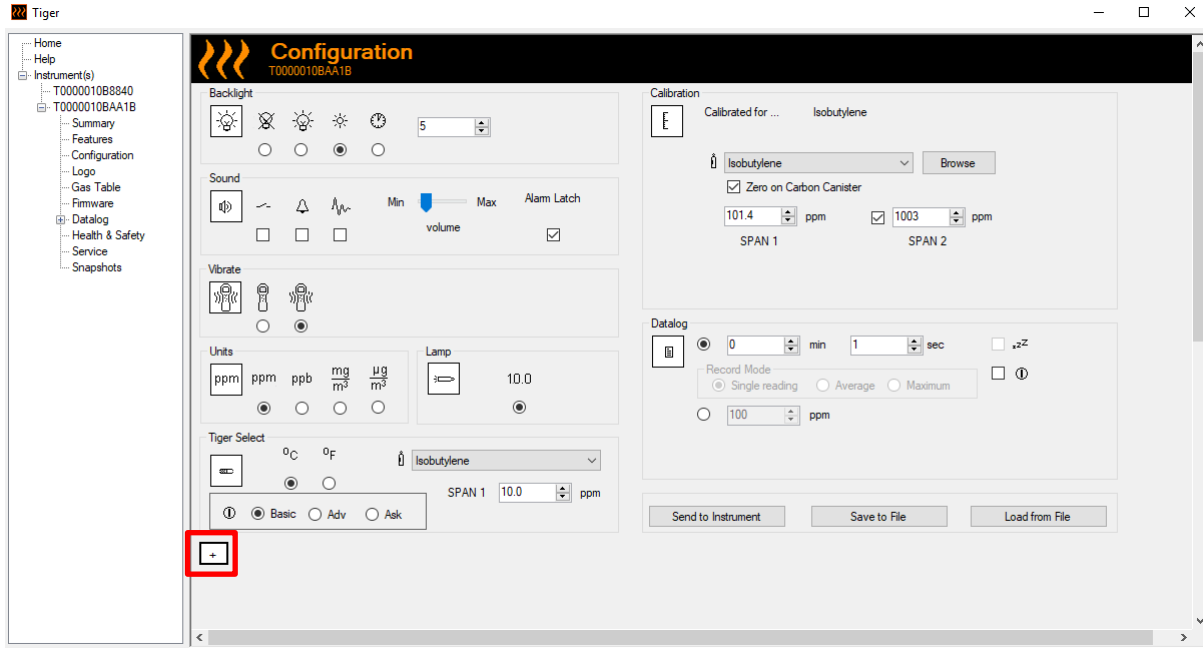 Tiger
Home
Help
Instrument(s)
T0000010B8840
T0000010BAA1B
Summary
Features
Configuration
Logo
Gas Table
Firmware
Datalog
Health & Safety
Service
Snapshots
Configuration
T0000010BAA1B
Backlight
5
Sound
Min Max Alarm Latch
volume
Vibrate
Units
ppm ppm ppb mg/m³ µg/m³
Lamp
10.0
Tiger Select
°C °F Isobutylene
SPAN 1 10.0 ppm
Basic Adv Ask
+
Calibration
Calibrated for ... Isobutylene
Isobutylene Browse
Zero on Carbon Canister
101.4 ppm 1003 ppm
SPAN 1 SPAN 2
Datalog
0 min 1 sec zZZ
Record Mode
Single reading Average Maximum
100 ppm
Send to Instrument Save to File Load from File